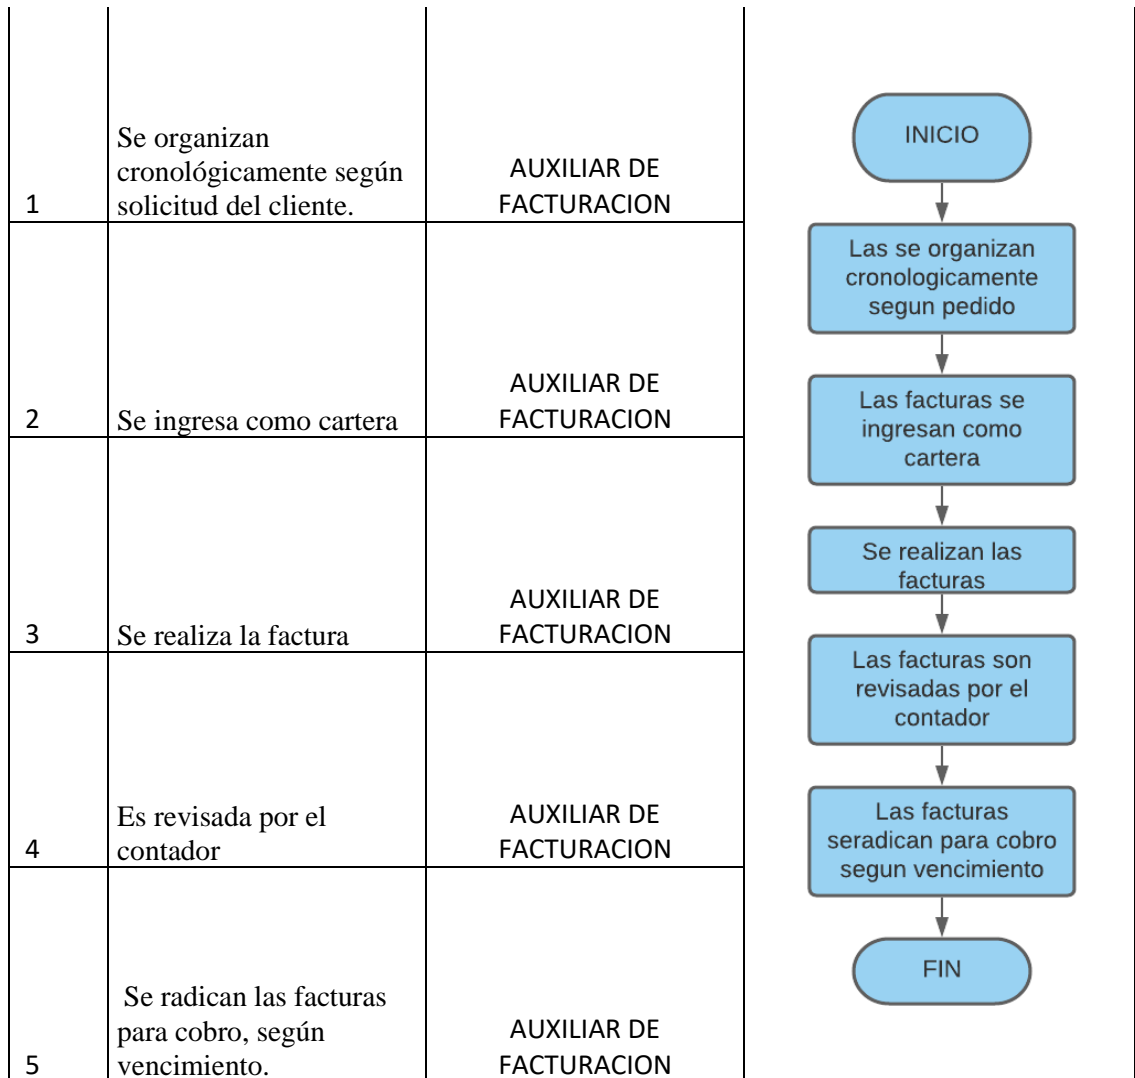 1
Se organizan
cronológicamente según
solicitud del cliente.
AUXILIAR DE
FACTURACION
2
Se ingresa como cartera
AUXILIAR DE
FACTURACION
3
Se realiza la factura
AUXILIAR DE
FACTURACION
4
Es revisada por el
contador
AUXILIAR DE
FACTURACION
5
Se radican las facturas
para cobro, según
vencimiento.
AUXILIAR DE
FACTURACION
INICIO
Las se organizan
cronologicamente
segun pedido
Las facturas se
ingresan como
cartera
Se realizan las
facturas
Las facturas son
revisadas por el
contador
Las facturas
seradican para cobro
segun vencimiento
FIN